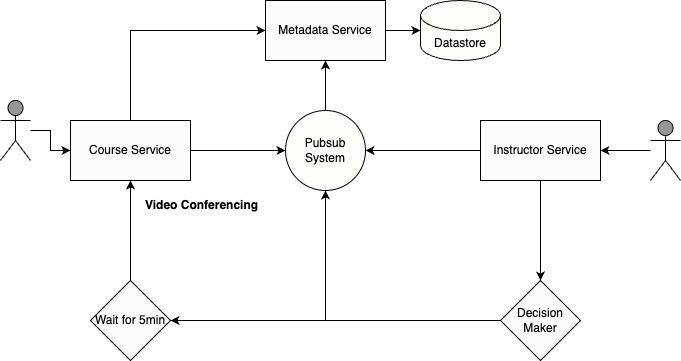 Metadata Service
Datastore
Course Service
Pubsub
System
Instructor Service
Video Conferencing
Wait for 5min
Decision
Maker